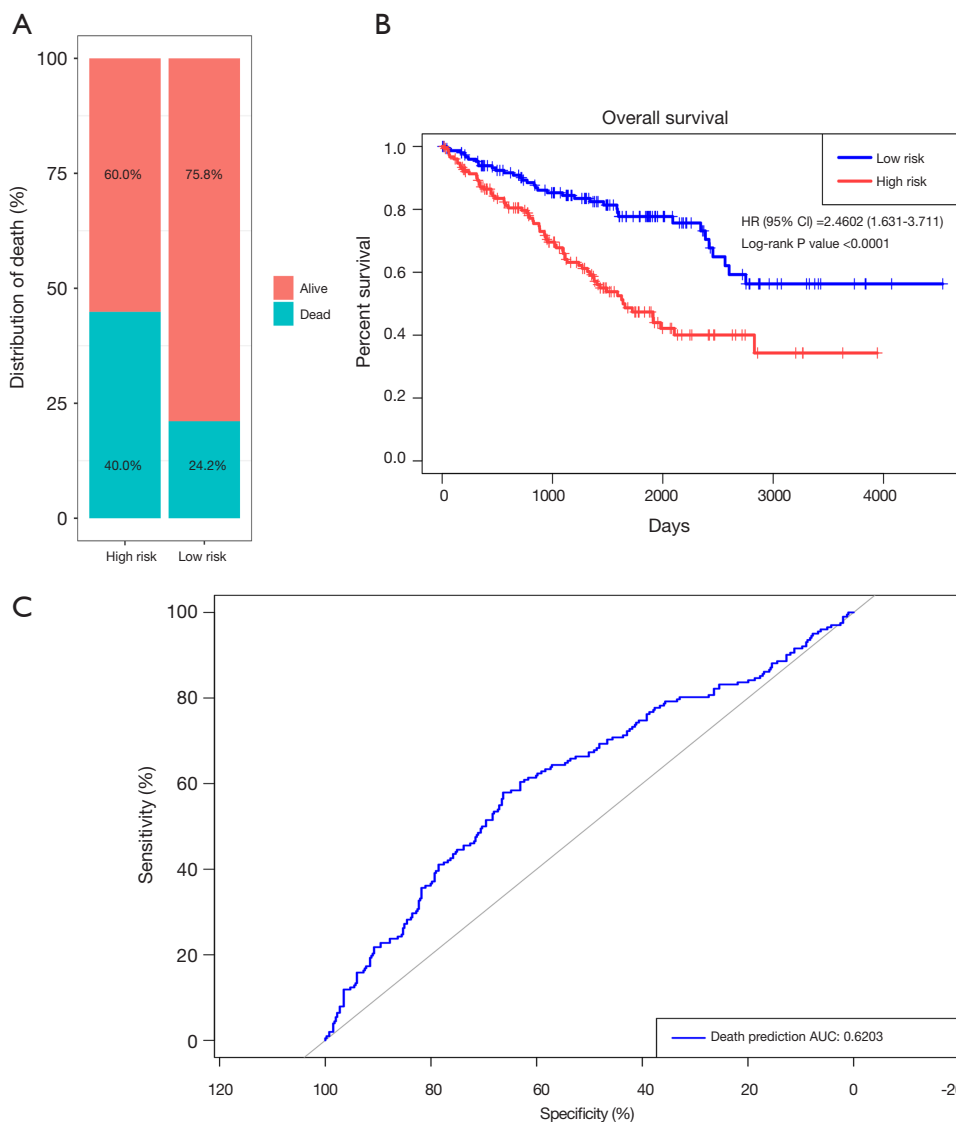 A
Distribution of death (%)
100
75
50
25
0
60.0%
75.8%
40.0%
24.2%
High risk
Low risk
Alive
Dead
B
Overall survival
Percent survival
1.0
0.8
0.6
0.4
0.2
0.0
0
1000
2000
3000
4000
Days
Low risk
High risk
HR (95% CI) =2.4602 (1.631-3.711)
Log-rank P value <0.0001
C
Sensitivity (%)
100
80
60
40
20
0
120
100
80
60
40
20
0
-20
Specificity (%)
Death prediction AUC: 0.6203